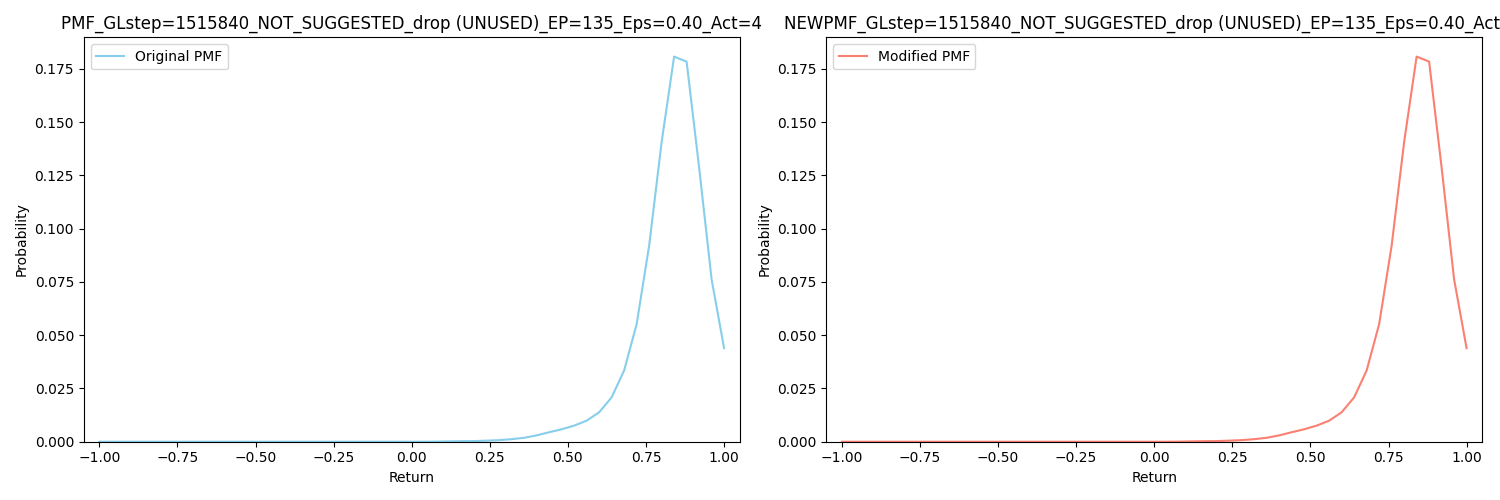 PMF_GLstep=1515840_NOT_SUGGESTED_drop (UNUSED)_EP=135_Eps=0.40_Act=4
Original PMF
0.175
0.150
0.125
0.100
0.075
0.050
0.025
0.000
Probability
−1.00 −0.75 −0.50 −0.25 0.00 0.25 0.50 0.75 1.00
Return
NEWPMF_GLstep=1515840_NOT_SUGGESTED_drop (UNUSED)_EP=135_Eps=0.40_Act
Modified PMF
0.175
0.150
0.125
0.100
0.075
0.050
0.025
0.000
Probability
−1.00 −0.75 −0.50 −0.25 0.00 0.25 0.50 0.75 1.00
Return